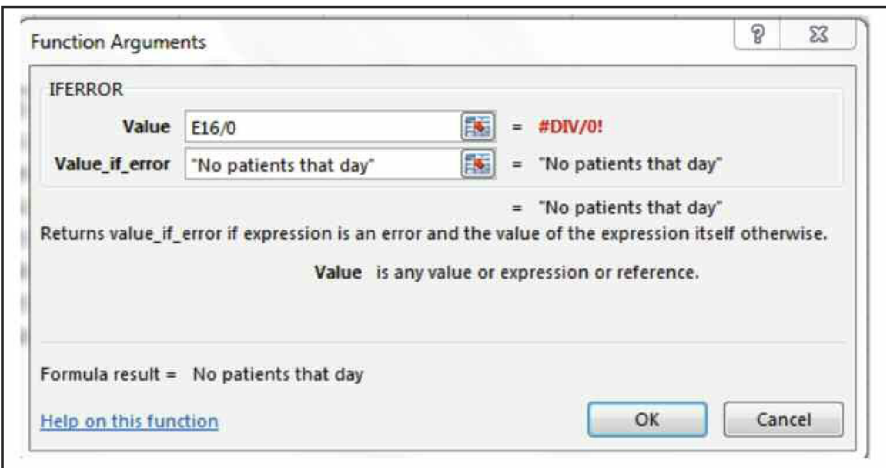 Function Arguments
IFERROR
Value E16/0 = #DIV/0!
Value_if_error "No patients that day" = "No patients that day"
= "No patients that day"
Returns value_if_error if expression is an error and the value of the expression itself otherwise.
Value is any value or expression or reference.
Formula result = No patients that day
Help on this function OK Cancel